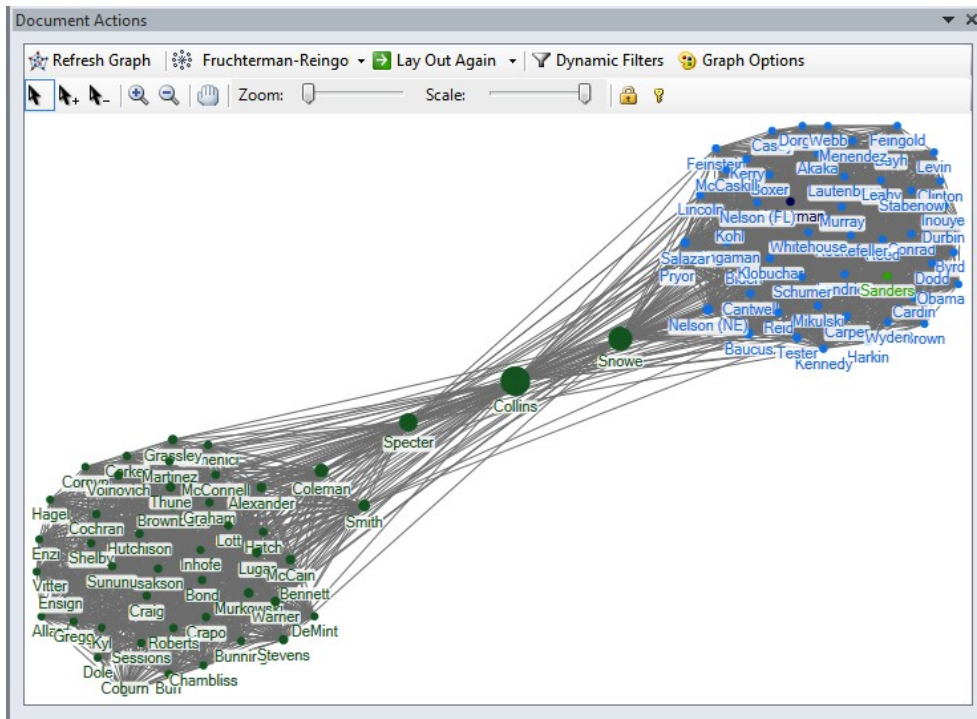 Document Actions
Refresh Graph
Fruchterman-Reingo
Lay Out Again
Dynamic Filters
Graph Options
Zoom:
Scale:
Feingold
Webb
Menendez
Bayh
Levin
Feinstein
Kerry
Akaka
McCaskill
Boxer
Leahy
Clinton
Stabenow
Lincoln
Nelson (FL)
Murray
Inouye
Kohl
Durbin
Whitehouse
Conrad
Salazar
Byrd
Pryor
Klobuchar
Dodd
Schumer
Sanders
Obama
Cantwell
Cardin
Nelson (NE)
Reid
Mikulski
Carper
Wyden
Baucus
Tester
Harkin
Kennedy
Snowe
Collins
Specter
Grassley
Martinez
Voinovich
McConnell
Coleman
Thune
Alexander
Hagel
Graham
Smith
Cochran
Lott
Hutchison
Hatch
Enzi
Shelby
Inhofe
Lugar
McCain
Vitter
Sununu
Bond
Bennett
Ensign
Craig
Murkowski
Warner
Gregg
Crapo
DeMint
Kyl
Roberts
Sessions
Bunning
Stevens
Dole
Chambliss
Coburn
Burr